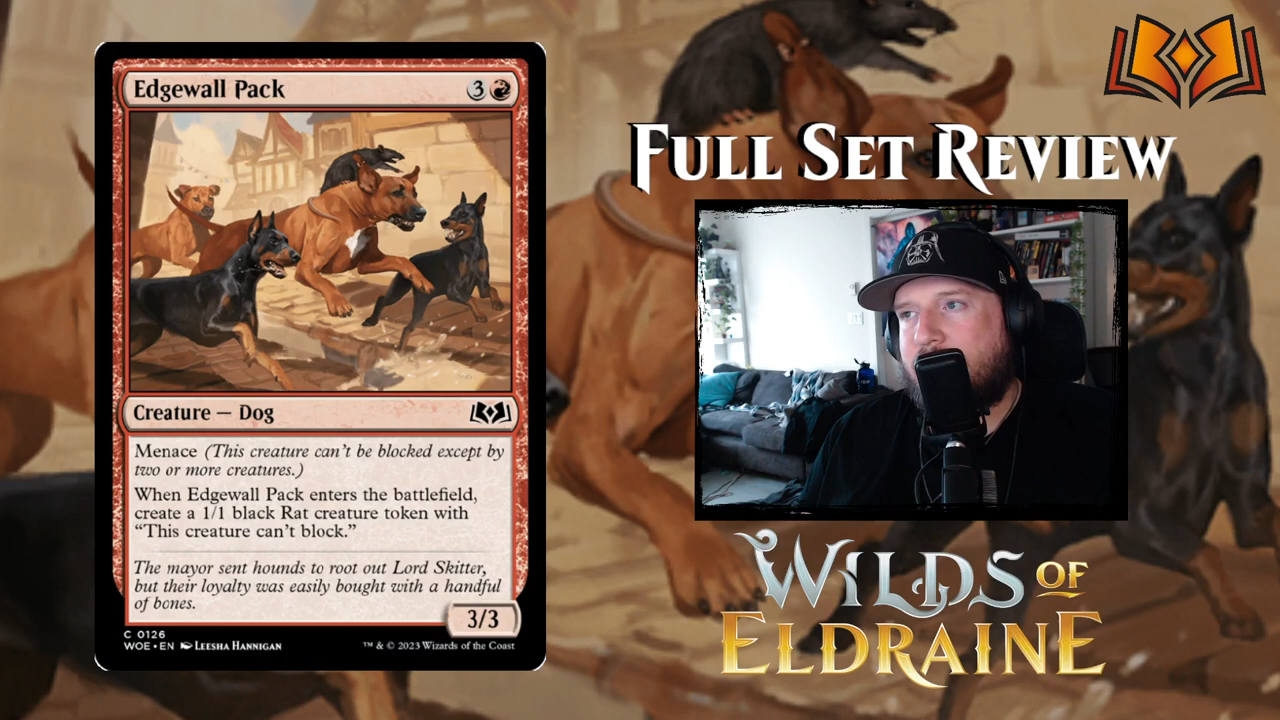 Edgewall Pack
3
Creature — Dog
Menace (This creature can't be blocked except by
two or more creatures.)
When Edgewall Pack enters the battlefield,
create a 1/1 black Rat creature token with
“This creature can't block.”
The mayor sent hounds to root out Lord Skitter,
but their loyalty was easily bought with a handful
of bones.
3/3
C 0126
WOE • EN LEESHA HANNIGAN
™ & © 2023 Wizards of the Coast
FULL SET REVIEW
WILDS OF
ELDRAINE